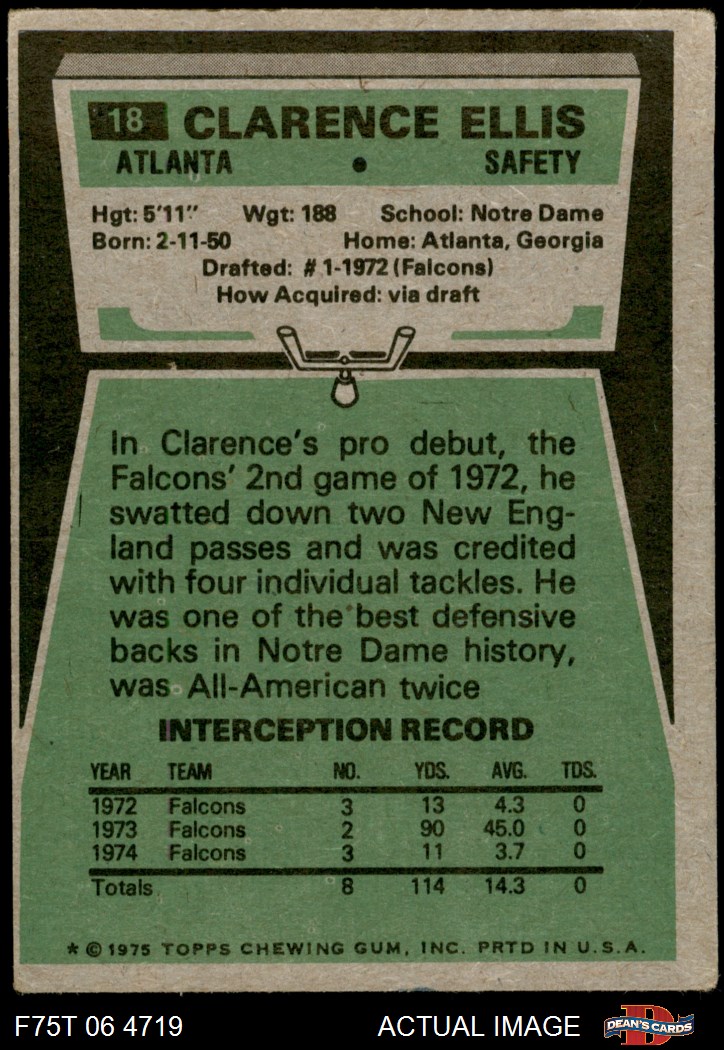 18 CLARENCE ELLIS
ATLANTA • SAFETY
Hgt: 5'11" Wgt: 188 School: Notre Dame
Born: 2-11-50 Home: Atlanta, Georgia
Drafted: # 1-1972 (Falcons)
How Acquired: via draft
In Clarence's pro debut, the
Falcons' 2nd game of 1972, he
swatted down two New Eng-
land passes and was credited
with four individual tackles. He
was one of the best defensive
backs in Notre Dame history,
was All-American twice
INTERCEPTION RECORD
YEAR TEAM NO. YDS. AVG. TDS.
1972 Falcons 3 13 4.3 0
1973 Falcons 2 90 45.0 0
1974 Falcons 3 11 3.7 0
Totals 8 114 14.3 0
* © 1975 TOPPS CHEWING GUM, INC. PRTD IN U.S.A.
F75T 06 4719 ACTUAL IMAGE D DEAN'S CARDS